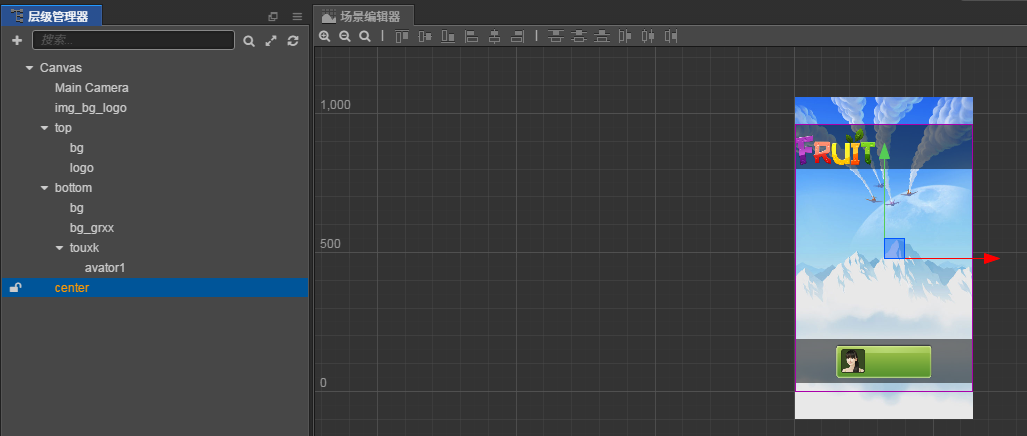 层级管理器
场景编辑器
搜索...
Canvas
Main Camera
img_bg_logo
top
bg
logo
bottom
bg
bg_grxx
touxk
avator1
center
1,000
FRUIT
500
0